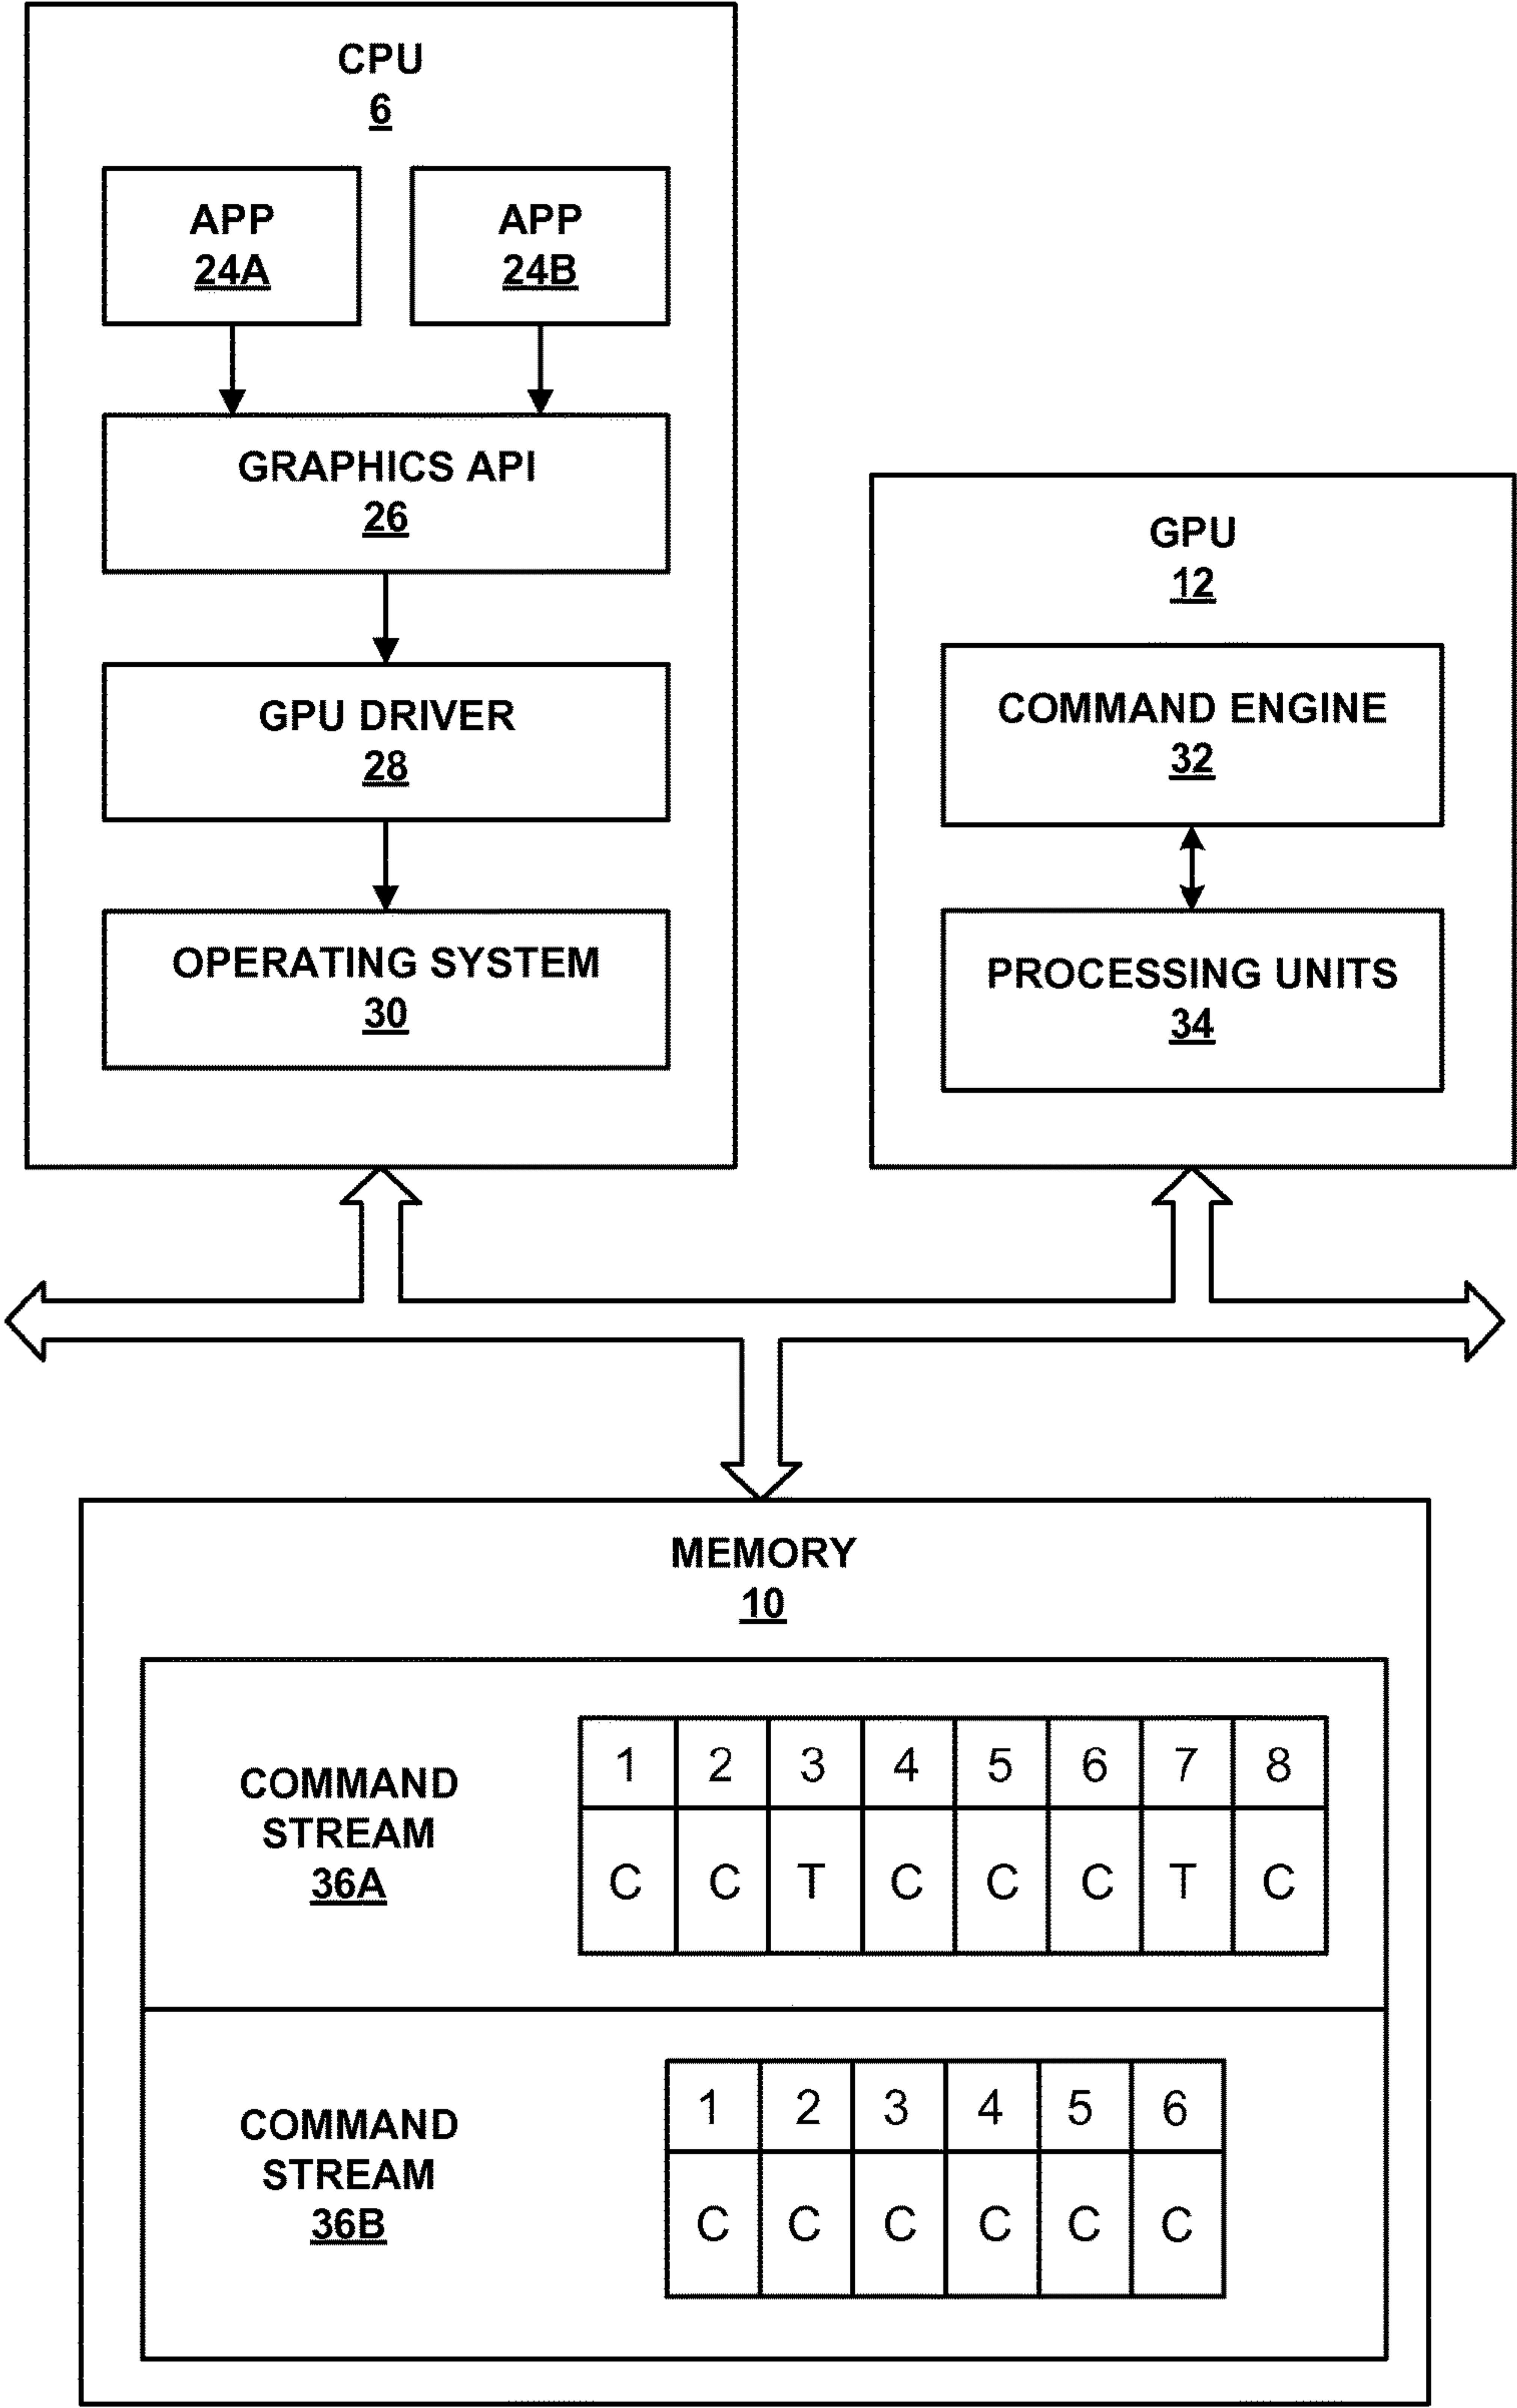 CPU
6
APP
24A
APP
24B
GRAPHICS API
26
GPU DRIVER
28
OPERATING SYSTEM
30
GPU
12
COMMAND ENGINE
32
PROCESSING UNITS
34
MEMORY
10
COMMAND
STREAM
36A
1 2 3 4 5 6 7 8
C C T C C C T C
COMMAND
STREAM
36B
1 2 3 4 5 6
C C C C C C